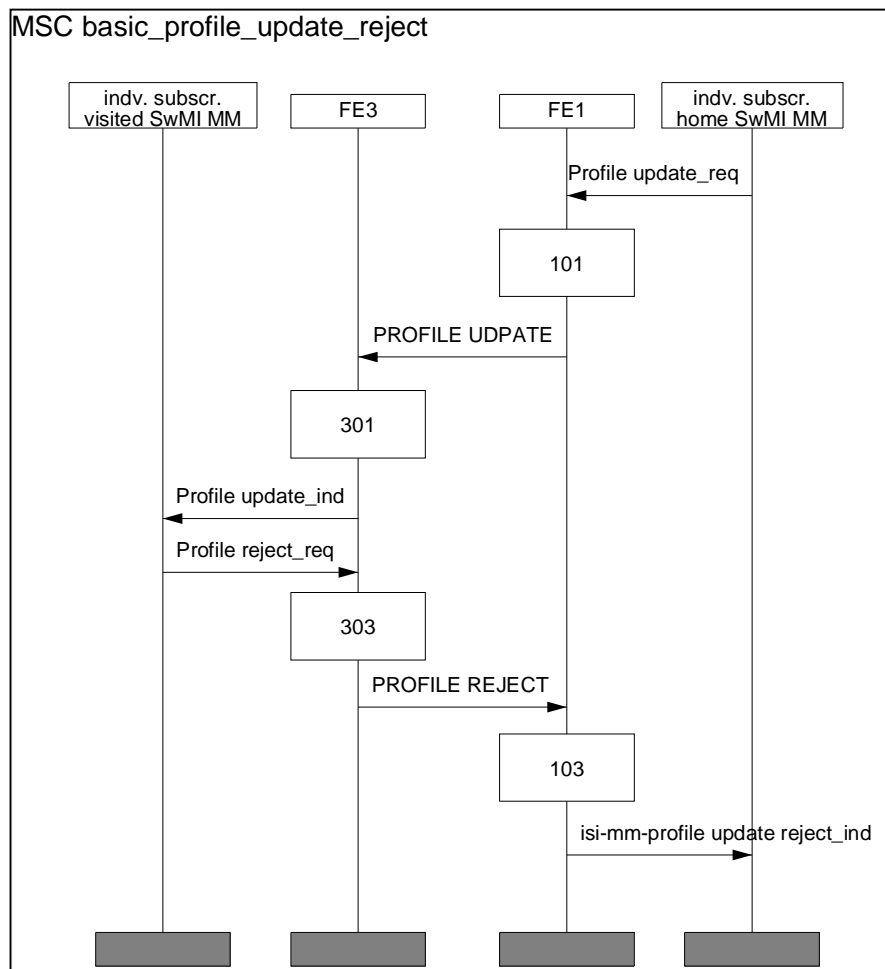 MSC basic_profile_update_reject
indv. subscr.
visited SwMI MM
FE3
FE1
indv. subscr.
home SwMI MM
Profile update_req
101
PROFILE UDPATE
301
Profile update_ind
Profile reject_req
303
PROFILE REJECT
103
isi-mm-profile update reject_ind